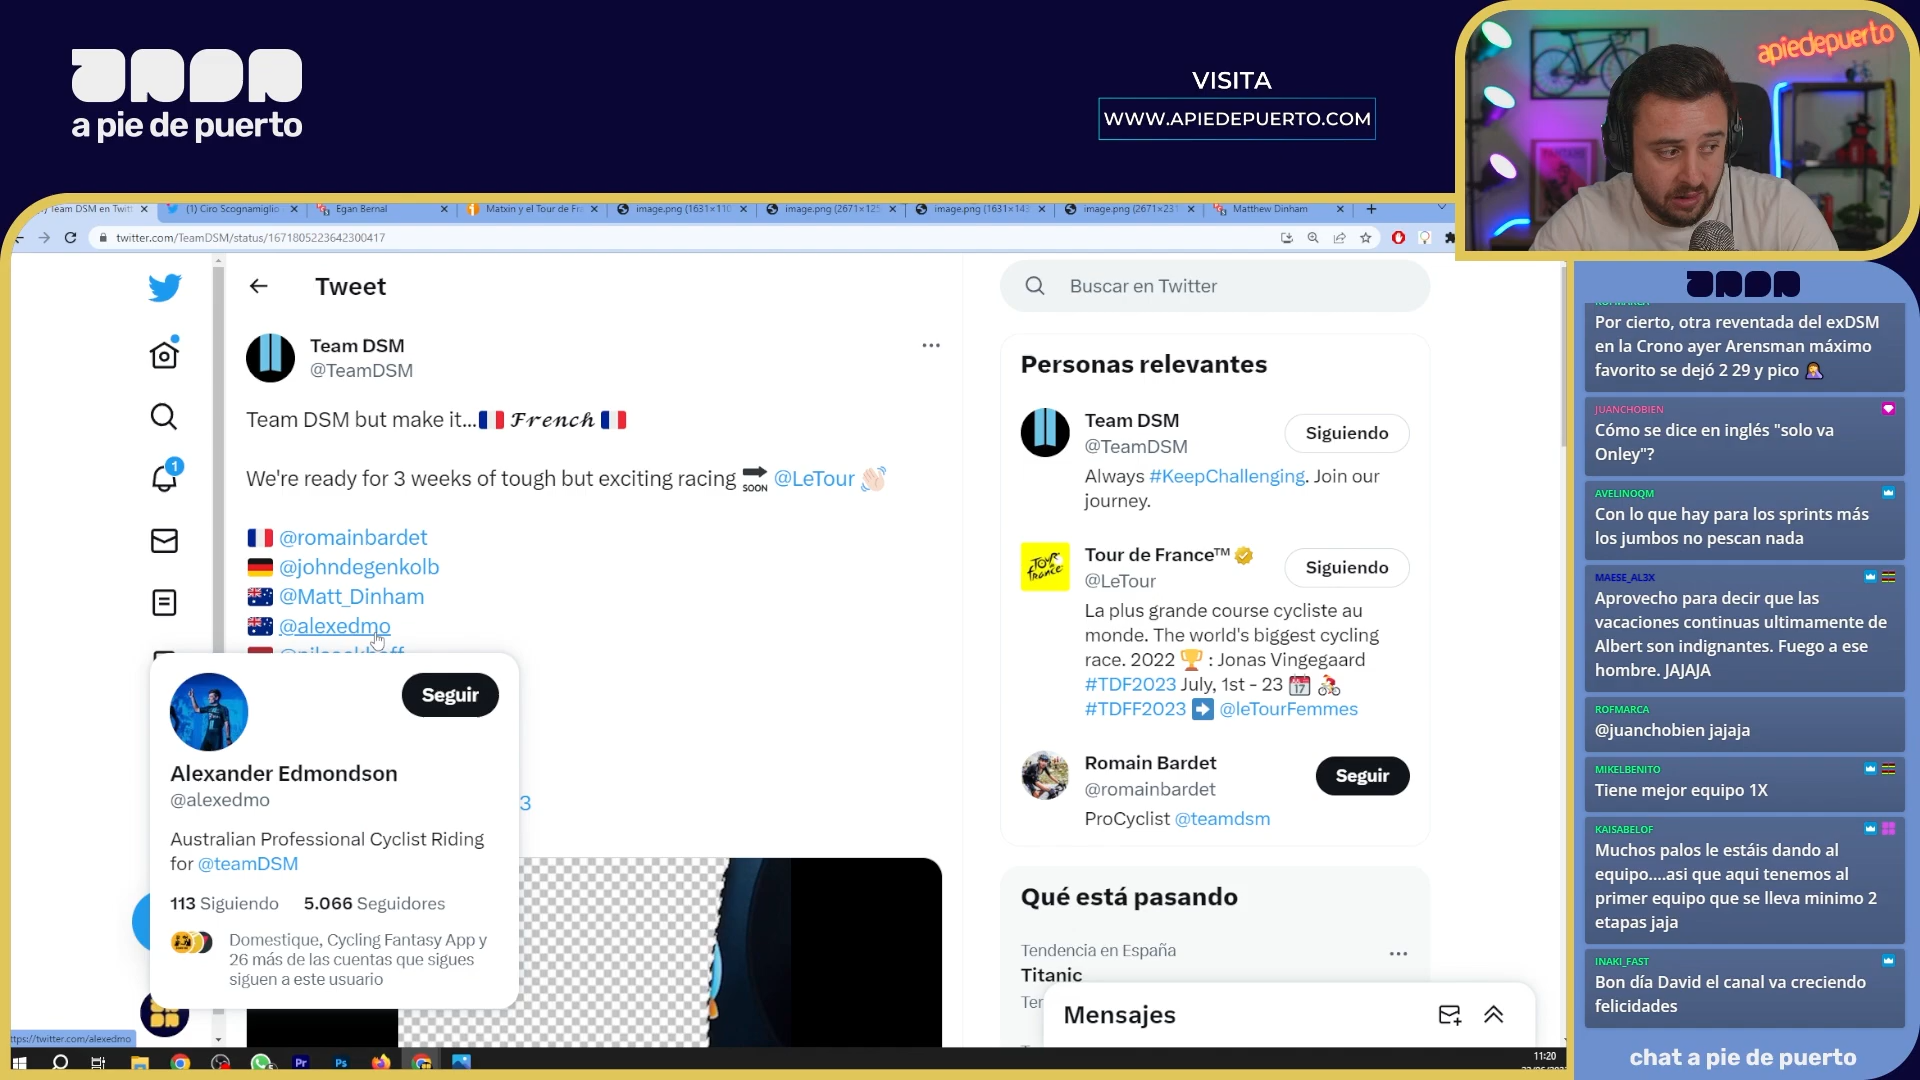 a pie de puerto
VISITA
WWW.APIEDEPUERTO.COM
apiedepuerto
Team DSM en Twitt
(1) Ciro Scognamiglio
Egan Bernal
Matxin y el Tour de Fra
image.png (1631×110
image.png (2671×125
image.png (1631×143
image.png (2671×231
Matthew Dinham
twitter.com/TeamDSM/status/1671805223642300417
Tweet
Team DSM
@TeamDSM
Team DSM but make it... French
We're ready for 3 weeks of tough but exciting racing SOON @LeTour
@romainbardet
@johndegenkolb
@Matt_Dinham
@alexedmo
Seguir
Alexander Edmondson
@alexedmo
Australian Professional Cyclist Riding
for @teamDSM
113 Siguiendo 5.066 Seguidores
Domestique, Cycling Fantasy App y
26 más de las cuentas que sigues
siguen a este usuario
3
1
https://twitter.com/alexedmo
Buscar en Twitter
Personas relevantes
Team DSM
@TeamDSM
Siguiendo
Always #KeepChallenging. Join our
journey.
Tour de France™
@LeTour
Siguiendo
La plus grande course cycliste au
monde. The world's biggest cycling
race. 2022 🏆 : Jonas Vingegaard
#TDF2023 July, 1st - 23
#TDFF2023 ➡ @leTourFemmes
Romain Bardet
@romainbardet
Seguir
ProCyclist @teamdsm
Qué está pasando
Tendencia en España
Titanic
Ter
Mensajes
11:20
ROFMARCA
Por cierto, otra reventada del exDSM
en la Crono ayer Arensman máximo
favorito se dejó 2 29 y pico
JUANCHOBIEN
Cómo se dice en inglés "solo va
Onley"?
AVELINOQM
Con lo que hay para los sprints más
los jumbos no pescan nada
MAESE_AL3X
Aprovecho para decir que las
vacaciones continuas ultimamente de
Albert son indignantes. Fuego a ese
hombre. JAJAJA
ROFMARCA
@juanchobien jajaja
MIKELBENITO
Tiene mejor equipo 1X
KAISABELOF
Muchos palos le estáis dando al
equipo....asi que aqui tenemos al
primer equipo que se lleva minimo 2
etapas jaja
INAKI_FAST
Bon día David el canal va creciendo
felicidades
chat a pie de puerto